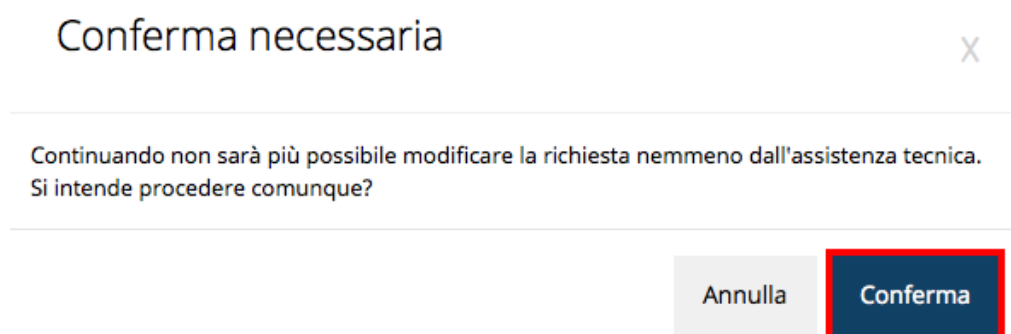 Conferma necessaria
X
Continuando non sarà più possibile modificare la richiesta nemmeno dall'assistenza tecnica.
Si intende procedere comunque?
Annulla
Conferma